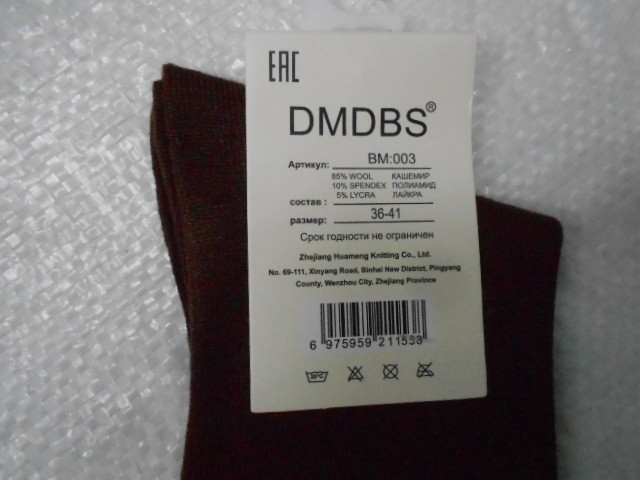 EAC
DMDBS®
Артикул: BM:003
85% WOOL КАШЕМИР
10% SPENDEX ПОЛИАМИД
состав : 5% LYCRA ЛАЙКРА
размер: 36-41
Срок годности не ограничен
Zhejiang Huameng Knitting Co., Ltd.
No. 69-111, Xinyang Road, Binhai New District, Pingyang
County, Wenzhou City, Zhejiang Province
6 975959 211553